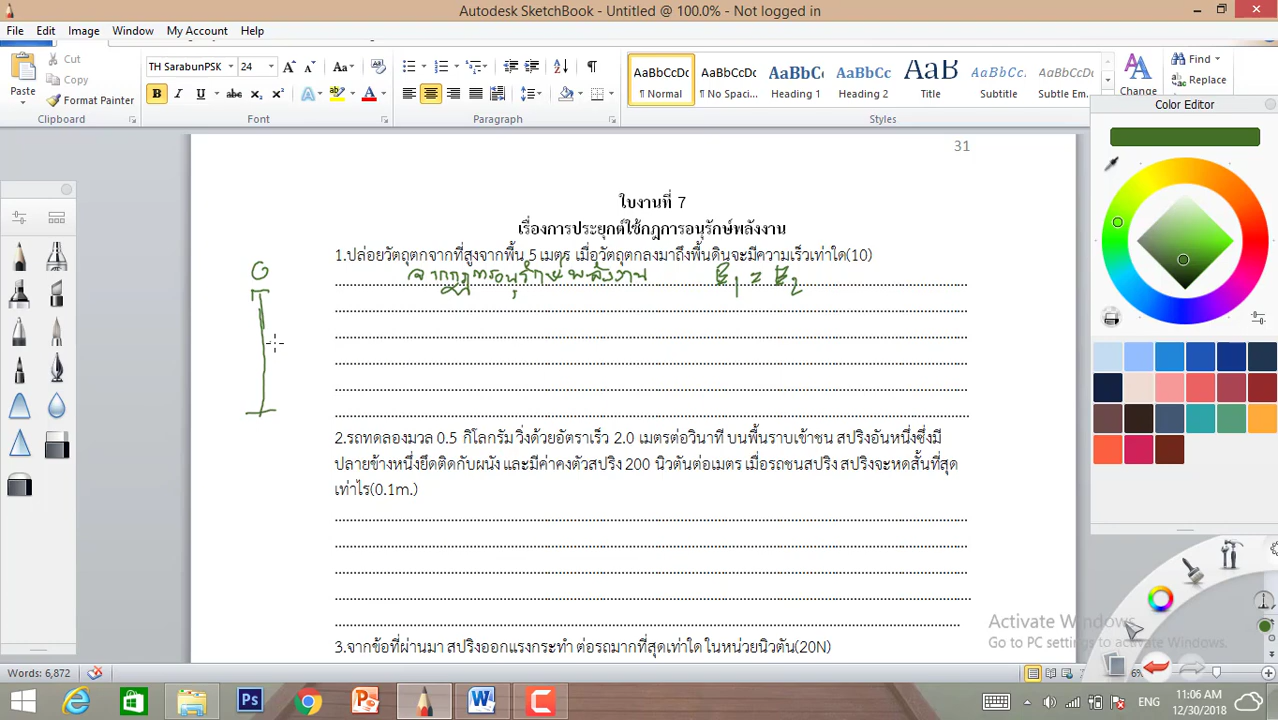 Autodesk SketchBook - Untitled @ 100.0% - Not logged in
File Edit Image Window My Account Help
Cut
Copy
Format Painter
Paste
Clipboard
TH SarabunPSK 24
Font
Paragraph
AaBbCcDc AaBbCcDc AaBbC AaBbCc AaB AaBbCcI AaBbCcDc
¶ Normal ¶ No Spaci... Heading 1 Heading 2 Title Subtitle Subtle Em...
Styles
Change
Find
Replace
Color Editor
31
ใบงานที่ 7
เรื่องการประยุกต์ใช้กฎการอนุรักษ์พลังงาน
1.ปล่อยวัตถุตกจากที่สูงจากพื้น 5 เมตร เมื่อวัตถุตกลงมาถึงพื้นดินจะมีความเร็วเท่าใด(10)
จากกฎการอนุรักษ์พลังงาน E1 = E2
2.รถทดลองมวล 0.5 กิโลกรัม วิ่งด้วยอัตราเร็ว 2.0 เมตรต่อวินาที บนพื้นราบเข้าชน สปริงอันหนึ่งซึ่งมี
ปลายข้างหนึ่งยึดติดกับผนัง และมีค่าคงตัวสปริง 200 นิวตันต่อเมตร เมื่อรถชนสปริง สปริงจะหดสั้นที่สุด
เท่าไร(0.1m.)
3.จากข้อที่ผ่านมา สปริงออกแรงกระทำ ต่อรถมากที่สุดเท่าใด ในหน่วยนิวตัน(20N)
Activate Windows
Go to PC settings to activate Windows.
Words: 6,872
ENG
11:06 AM
12/30/2018